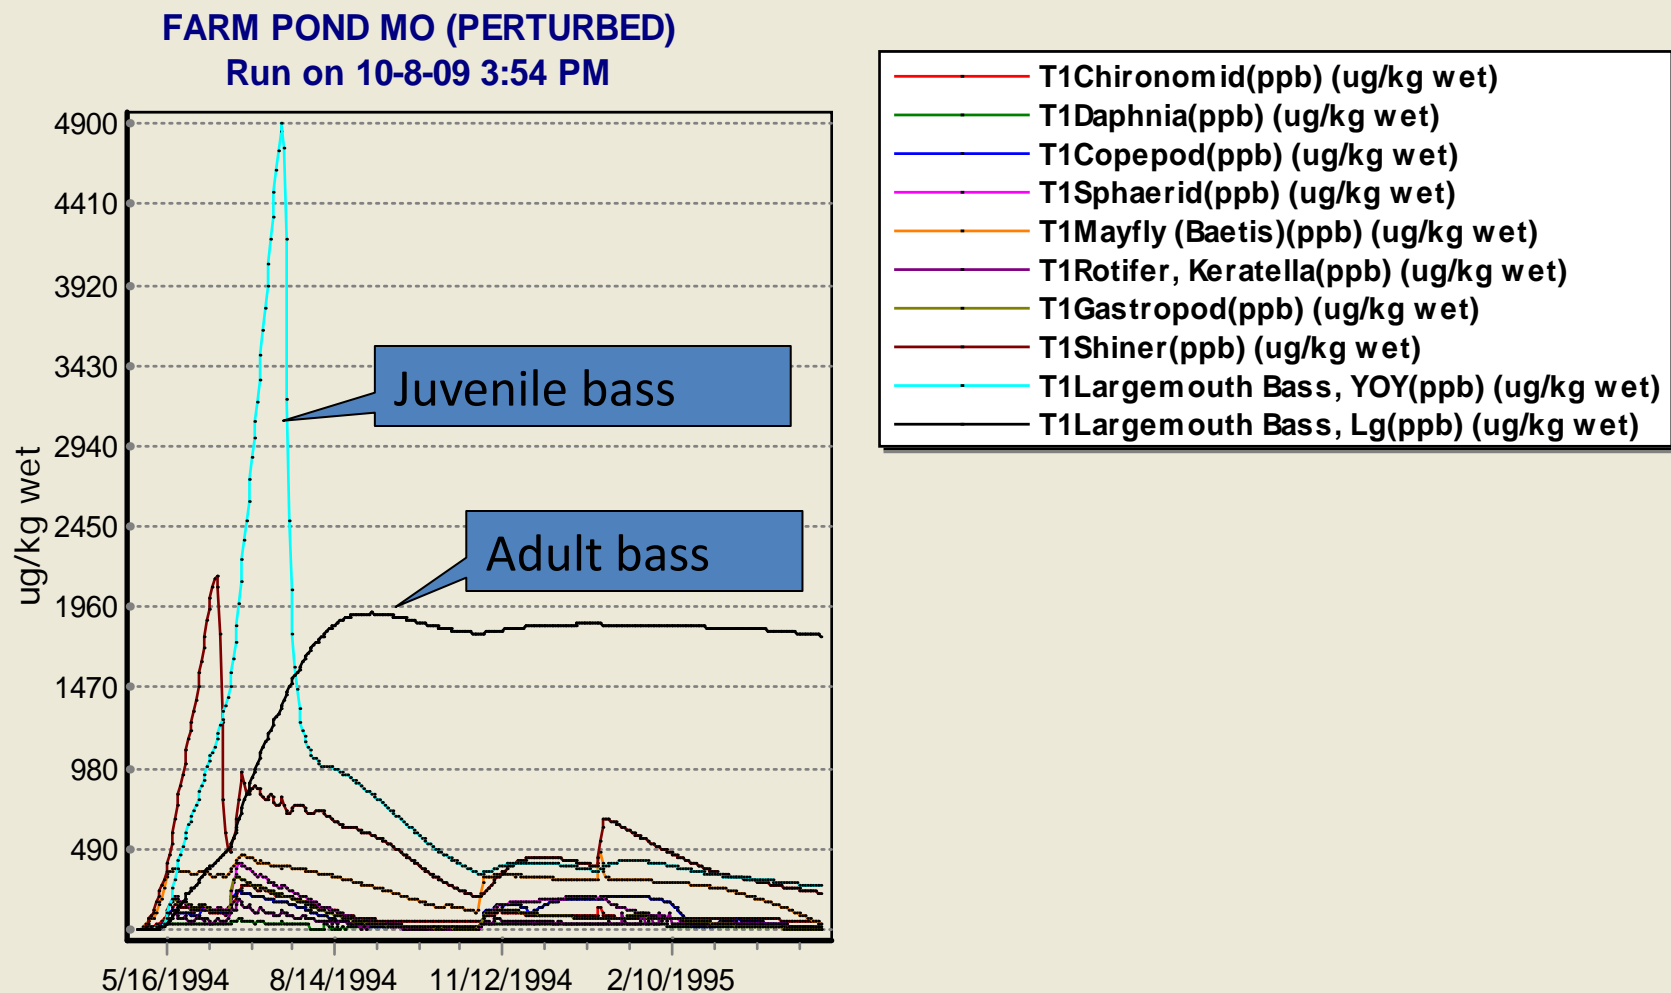 FARM POND MO (PERTURBED)
Run on 10-8-09 3:54 PM
4900
4410
3920
3430
2940
2450
1960
1470
980
490
ug/kg wet
Juvenile bass
Adult bass
5/16/1994
8/14/1994
11/12/1994
2/10/1995
T1Chironomid(ppb) (ug/kg wet)
T1Daphnia(ppb) (ug/kg wet)
T1Copepod(ppb) (ug/kg wet)
T1Sphaerid(ppb) (ug/kg wet)
T1Mayfly (Baetis)(ppb) (ug/kg wet)
T1Rotifer, Keratella(ppb) (ug/kg wet)
T1Gastropod(ppb) (ug/kg wet)
T1Shiner(ppb) (ug/kg wet)
T1Largemouth Bass, YOY(ppb) (ug/kg wet)
T1Largemouth Bass, Lg(ppb) (ug/kg wet)